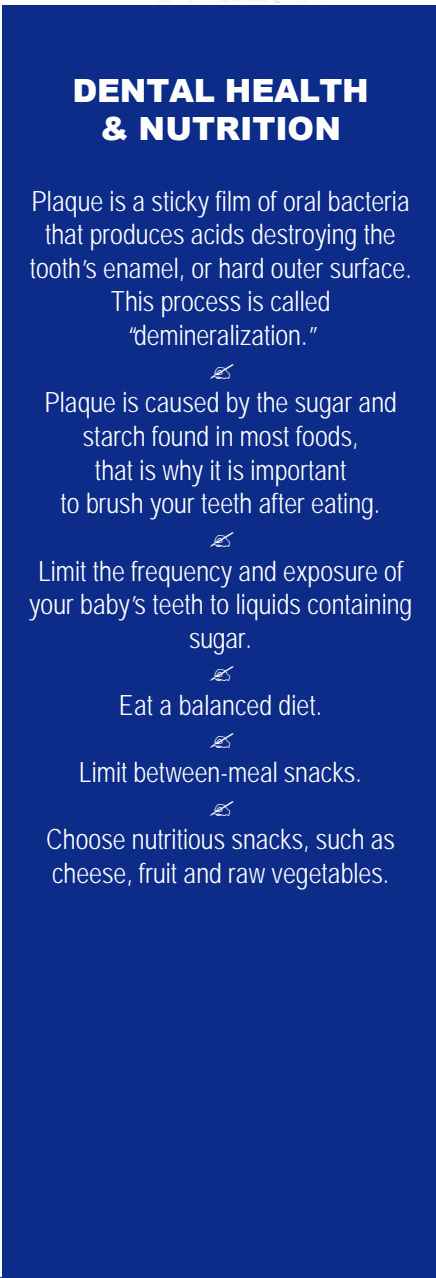 DENTAL HEALTH
& NUTRITION
Plaque is a sticky film of oral bacteria
that produces acids destroying the
tooth's enamel, or hard outer surface.
This process is called
“demineralization.”
Plaque is caused by the sugar and
starch found in most foods,
that is why it is important
to brush your teeth after eating.
Limit the frequency and exposure of
your baby's teeth to liquids containing
sugar.
Eat a balanced diet.
Limit between-meal snacks.
Choose nutritious snacks, such as
cheese, fruit and raw vegetables.